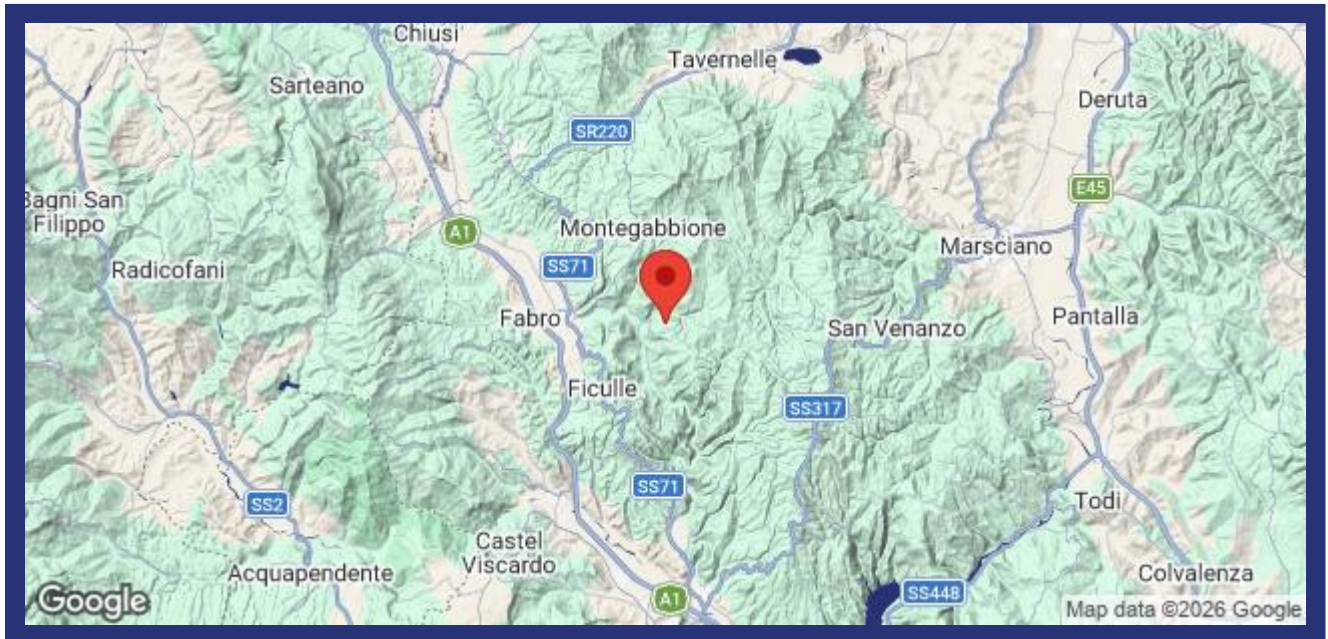 Chiusi
Tavernelle
Sarteano
Deruta
SR220
E45
Bagni San
Filippo
Montegabbione
A1
Marsciano
SS71
Radicofani
Fabro
Pantalla
San Venanzo
Ficulle
SS317
SS71
SS2
Todi
Castel
Viscardo
Acquapendente
Colvalenza
SS448
A1
Google
Map data ©2026 Google